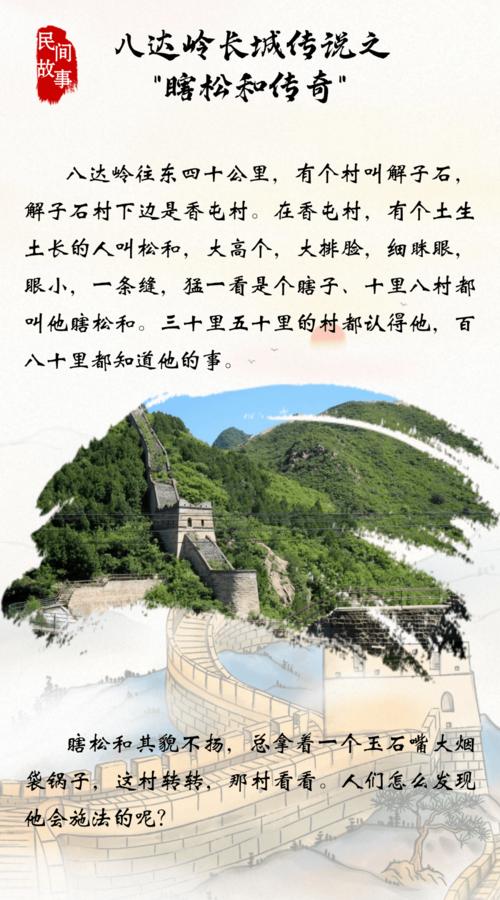 民间
故事
八达岭长城传说之
"瞎松和传奇"
八达岭往东四十公里，有个村叫解子石，
解子石村下边是香屯村。在香屯村，有个土生
土长的人叫松和，大高个，大排脸，细眯眼，
眼小，一条缝，猛一看是个瞎子、十里八村都
叫他瞎松和。三十里五十里的村都认得他，百
八十里都知道他的事。
瞎松和其貌不扬，总拿着一个玉石嘴大烟
袋锅子，这村转转，那村看看。人们怎么发现
他会施法的呢？